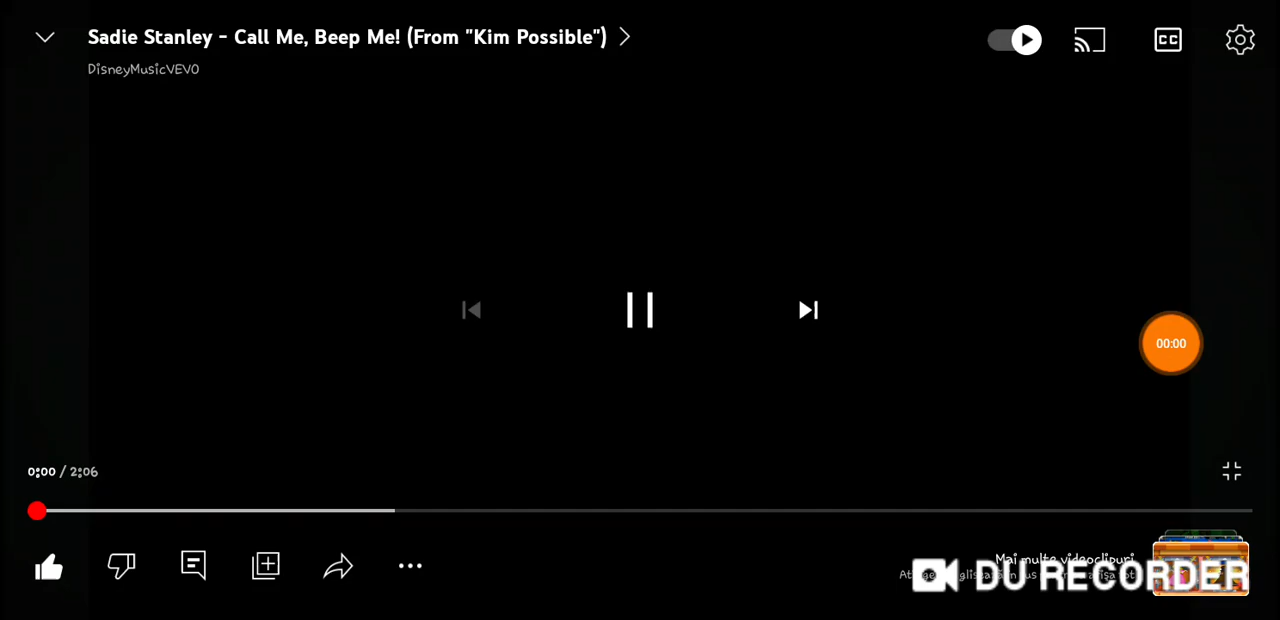 Sadie Stanley - Call Me, Beep Me! (From "Kim Possible")
DisneyMusicVEVO
CC
00:00
0:00 / 2:06
Mai multe videoclipuri
DU RECORDER